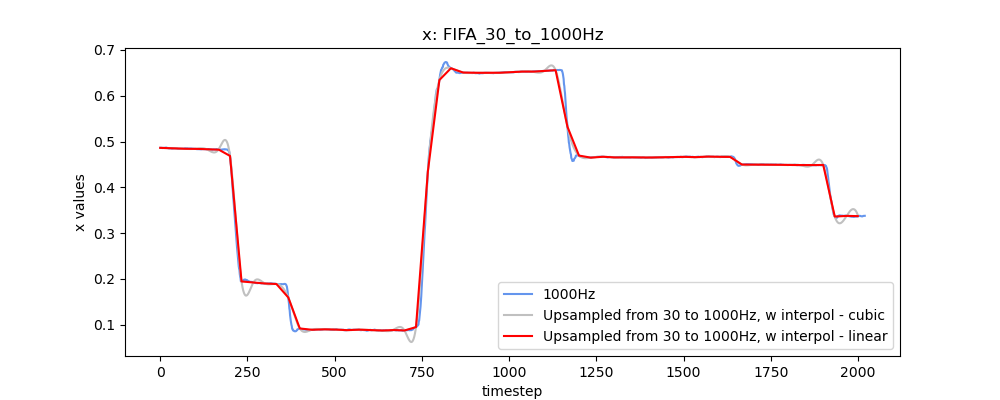 x: FIFA_30_to_1000Hz
0.7
0.6
0.5
0.4
0.3
0.2
0.1
x values
1000Hz
Upsampled from 30 to 1000Hz, w interpol - cubic
Upsampled from 30 to 1000Hz, w interpol - linear
0 250 500 750 1000 1250 1500 1750 2000
timestep